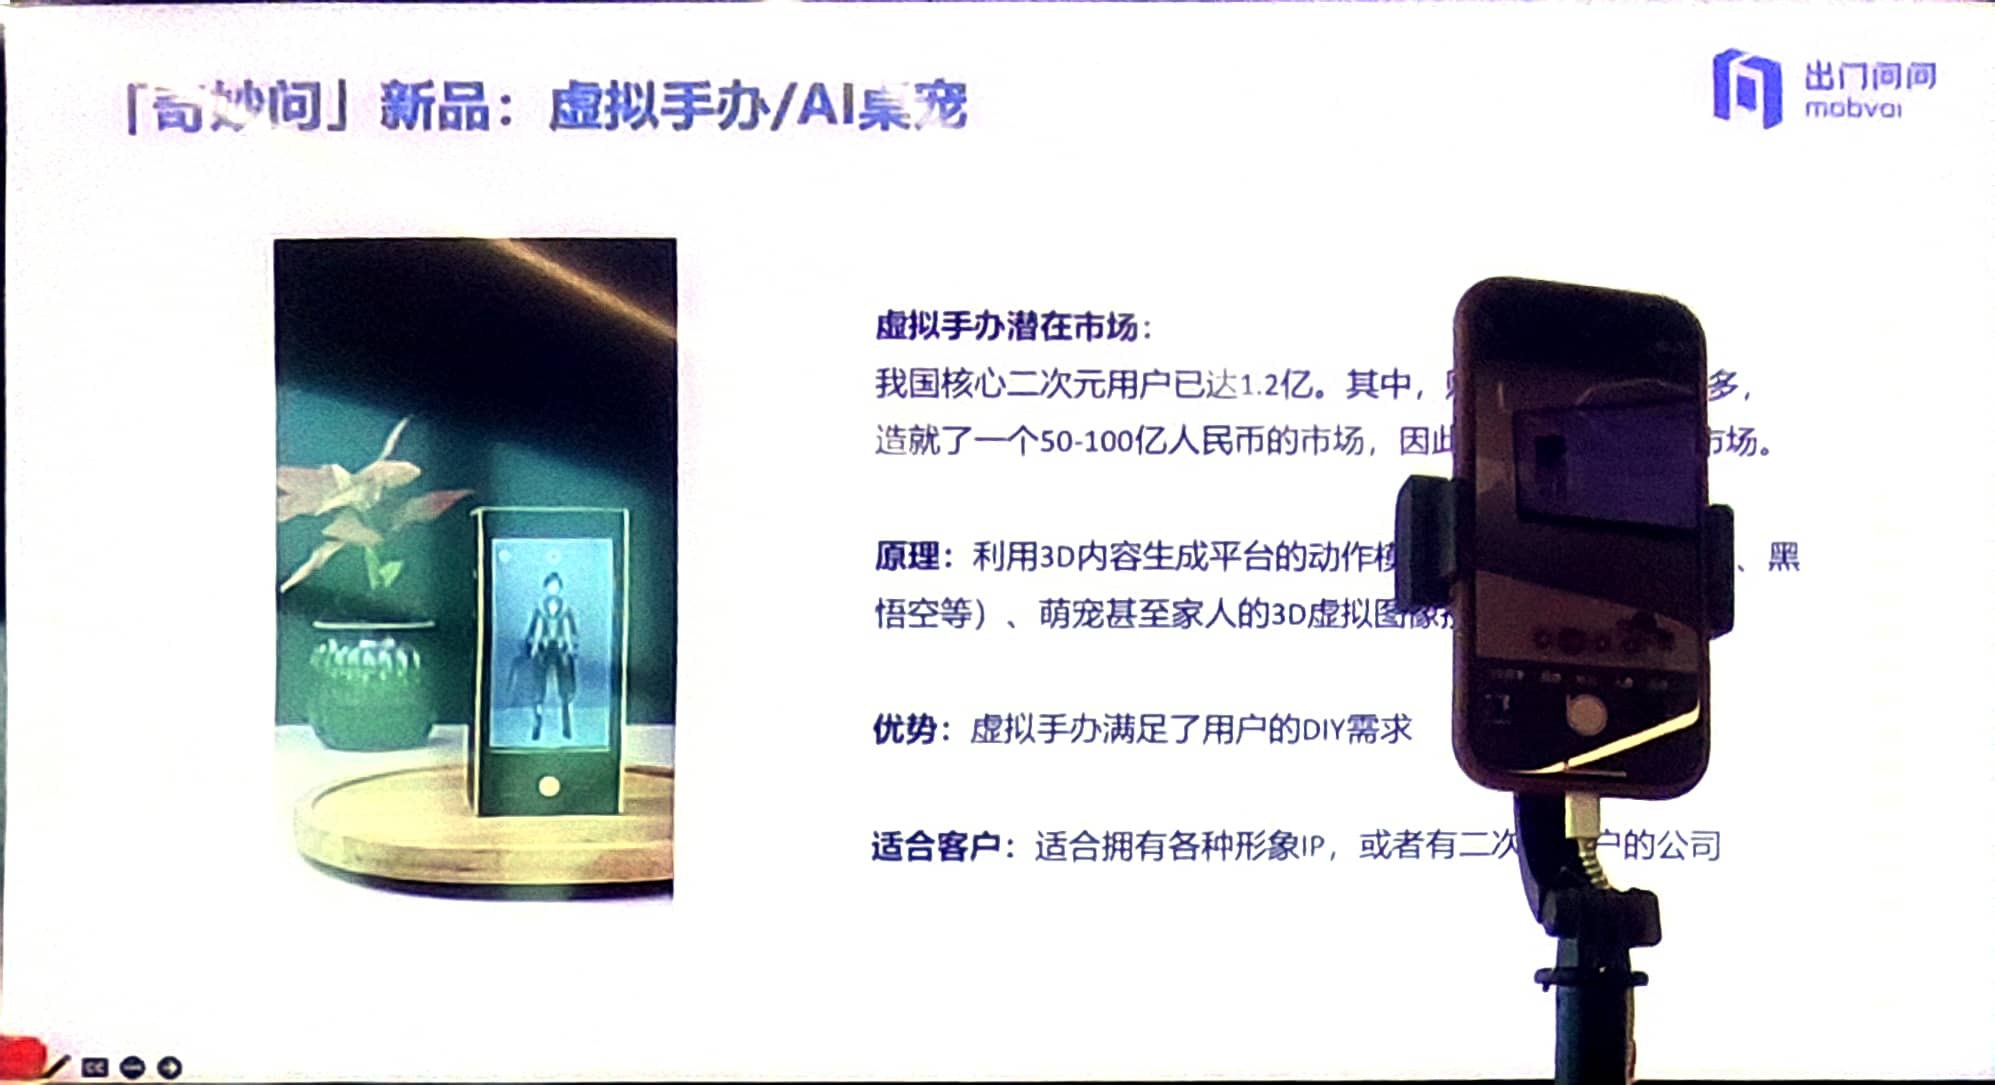 「奇妙问」新品：虚拟手办/AI桌宠
出门问问
mobvoi
虚拟手办潜在市场：
我国核心二次元用户已达1.2亿。其中， 多，
造就了一个50-100亿人民币的市场，因此 市场。
原理：利用3D内容生成平台的动作模 、黑
悟空等）、萌宠甚至家人的3D虚拟图像
优势：虚拟手办满足了用户的DIY需求
适合客户：适合拥有各种形象IP，或者有二次 户的公司
CC